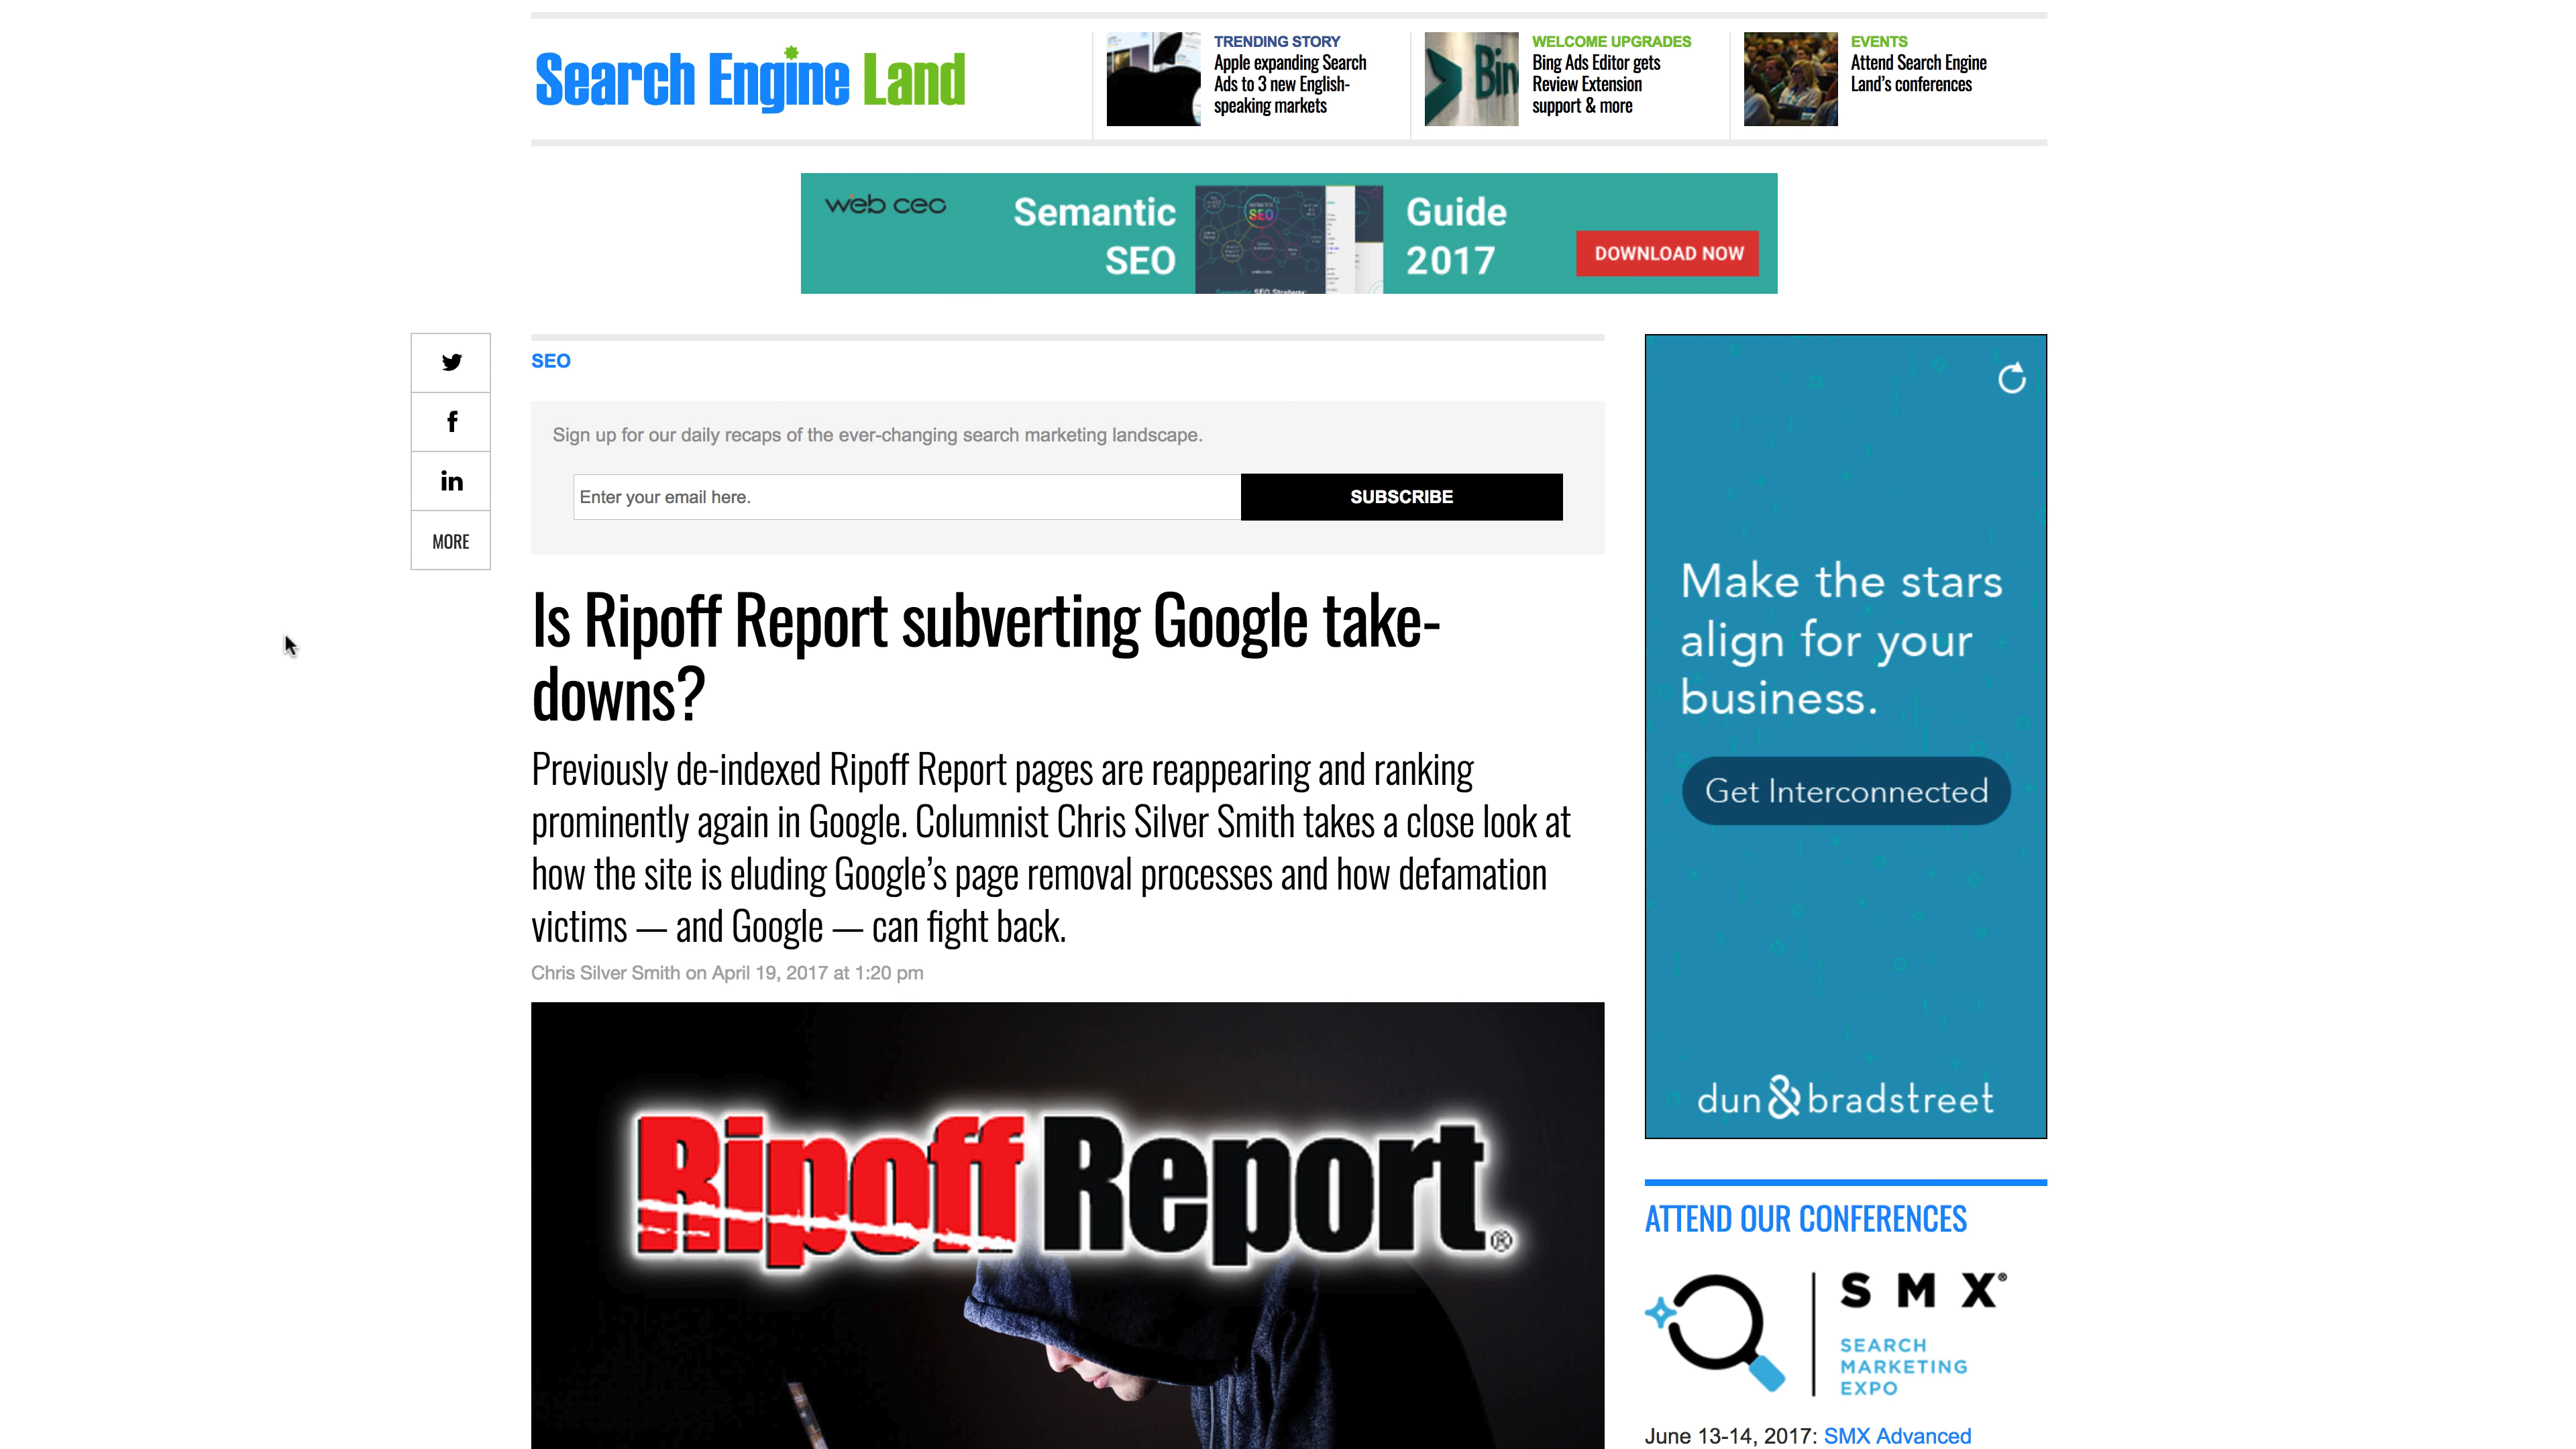 Search Engine Land
TRENDING STORY
Apple expanding Search
Ads to 3 new English-
speaking markets
Bin
WELCOME UPGRADES
Bing Ads Editor gets
Review Extension
support & more
EVENTS
Attend Search Engine
Land's conferences
web ceo
Semantic
SEO
SEO
Semantic SEO Strategy:
Guide
2017
DOWNLOAD NOW
SEO
Sign up for our daily recaps of the ever-changing search marketing landscape.
Enter your email here.
SUBSCRIBE
f
in
MORE
Is Ripoff Report subverting Google take-
downs?
Previously de-indexed Ripoff Report pages are reappearing and ranking
prominently again in Google. Columnist Chris Silver Smith takes a close look at
how the site is eluding Google's page removal processes and how defamation
victims — and Google — can fight back.
Chris Silver Smith on April 19, 2017 at 1:20 pm
Ripoff Report®
Make the stars
align for your
business.
Get Interconnected
dun & bradstreet
ATTEND OUR CONFERENCES
SMX®
SEARCH
MARKETING
EXPO
June 13-14, 2017: SMX Advanced